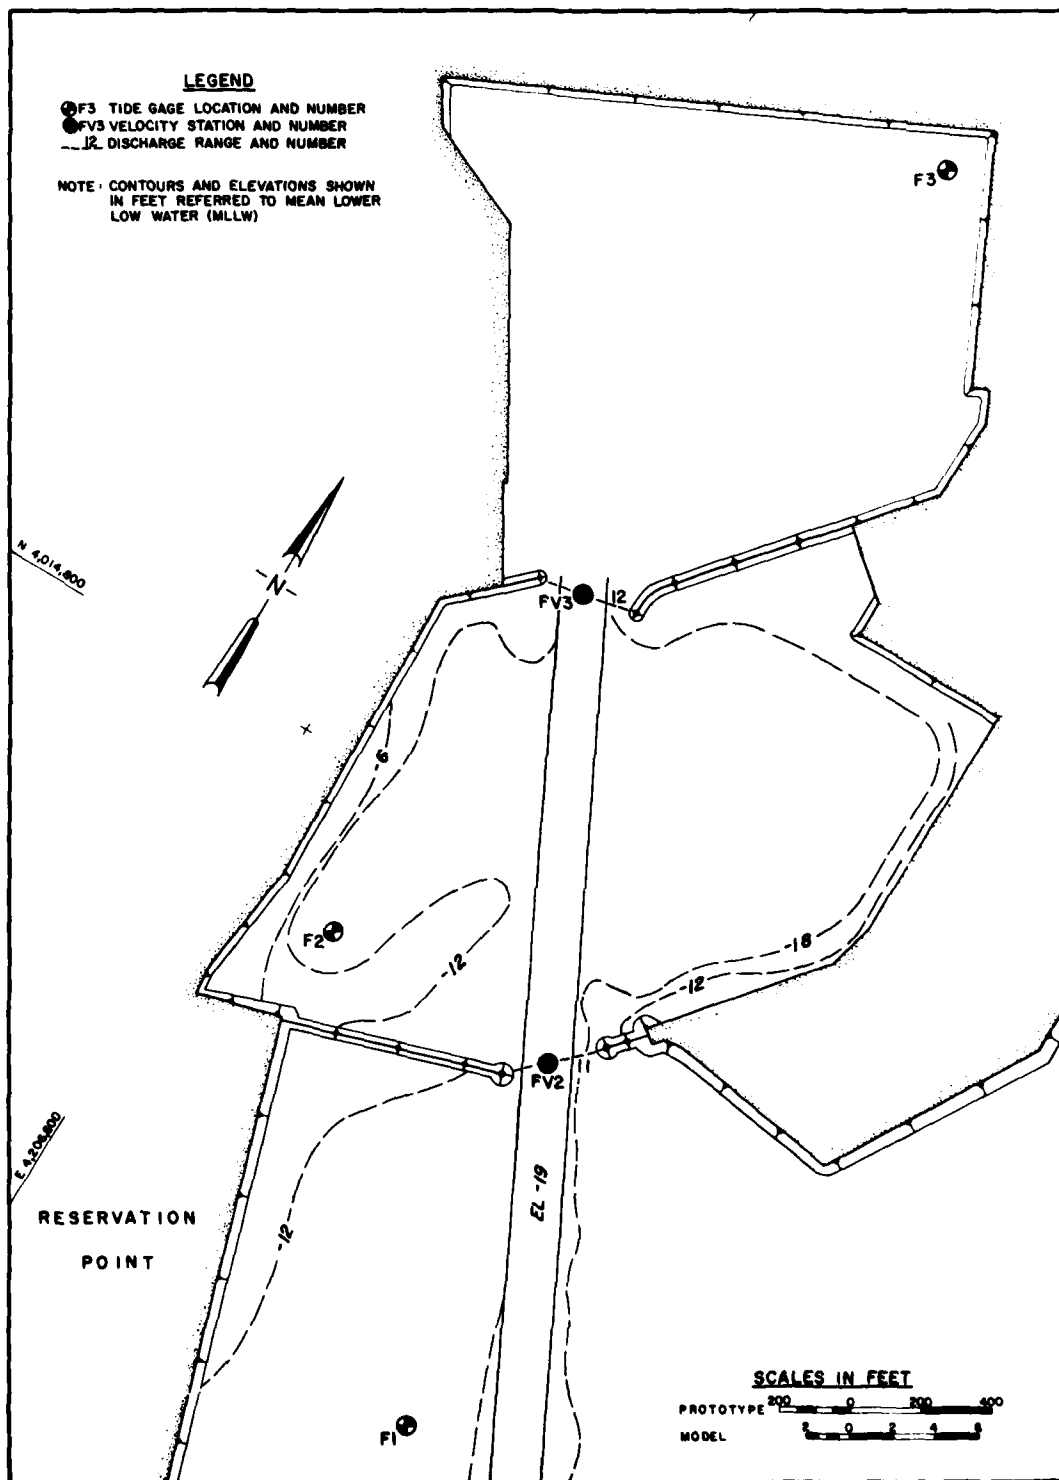 LEGEND
F3 TIDE GAGE LOCATION AND NUMBER
FV3 VELOCITY STATION AND NUMBER
12 DISCHARGE RANGE AND NUMBER
NOTE: CONTOURS AND ELEVATIONS SHOWN
IN FEET REFERRED TO MEAN LOWER
LOW WATER (MLLW)
F3
N 4,014,800
N
FV3
12
-6
F2
-12
-18
-12
FV2
E 4,206,800
EL -19
RESERVATION
POINT
-12
F1
SCALES IN FEET
PROTOTYPE 200 0 200 400
MODEL 2 0 2 4 6